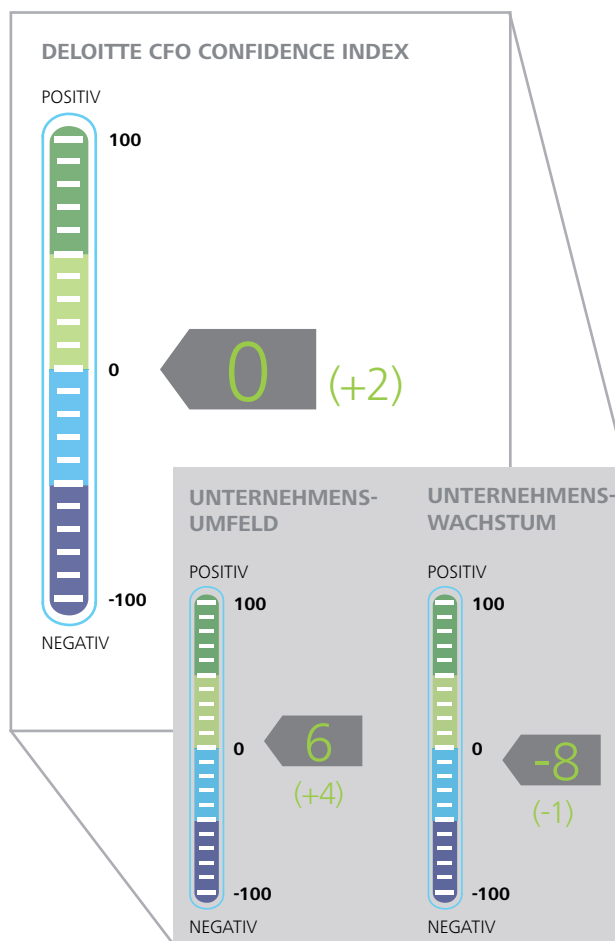 DELOITTE CFO CONFIDENCE INDEX
POSITIV
100
0
0
(+2)
-100
NEGATIV
UNTERNEHMENS-
UMFELD
POSITIV
100
0
6
(+4)
-100
NEGATIV
UNTERNEHMENS-
WACHSTUM
POSITIV
100
0
-8
(-1)
-100
NEGATIV